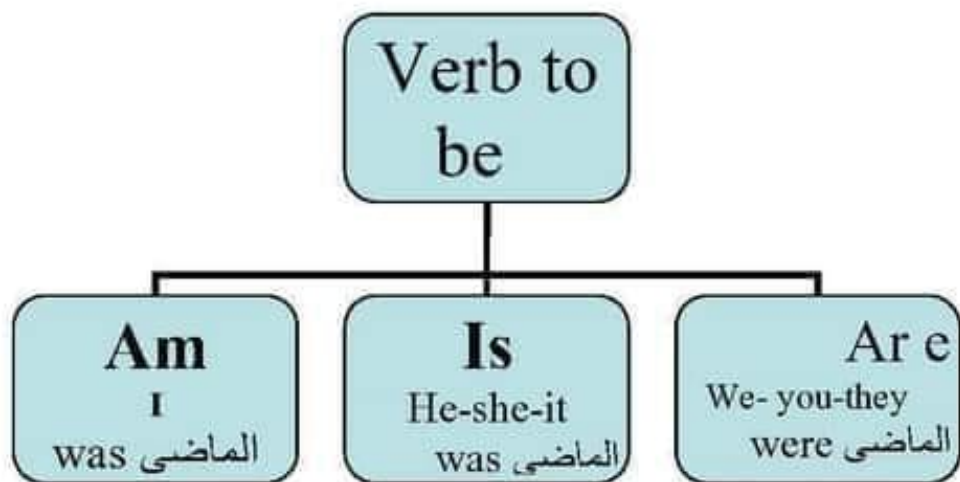 Verb to
be
Am
I
was الماضى
Is
He-she-it
was الماضى
Ar e
We- you-they
were الماضى